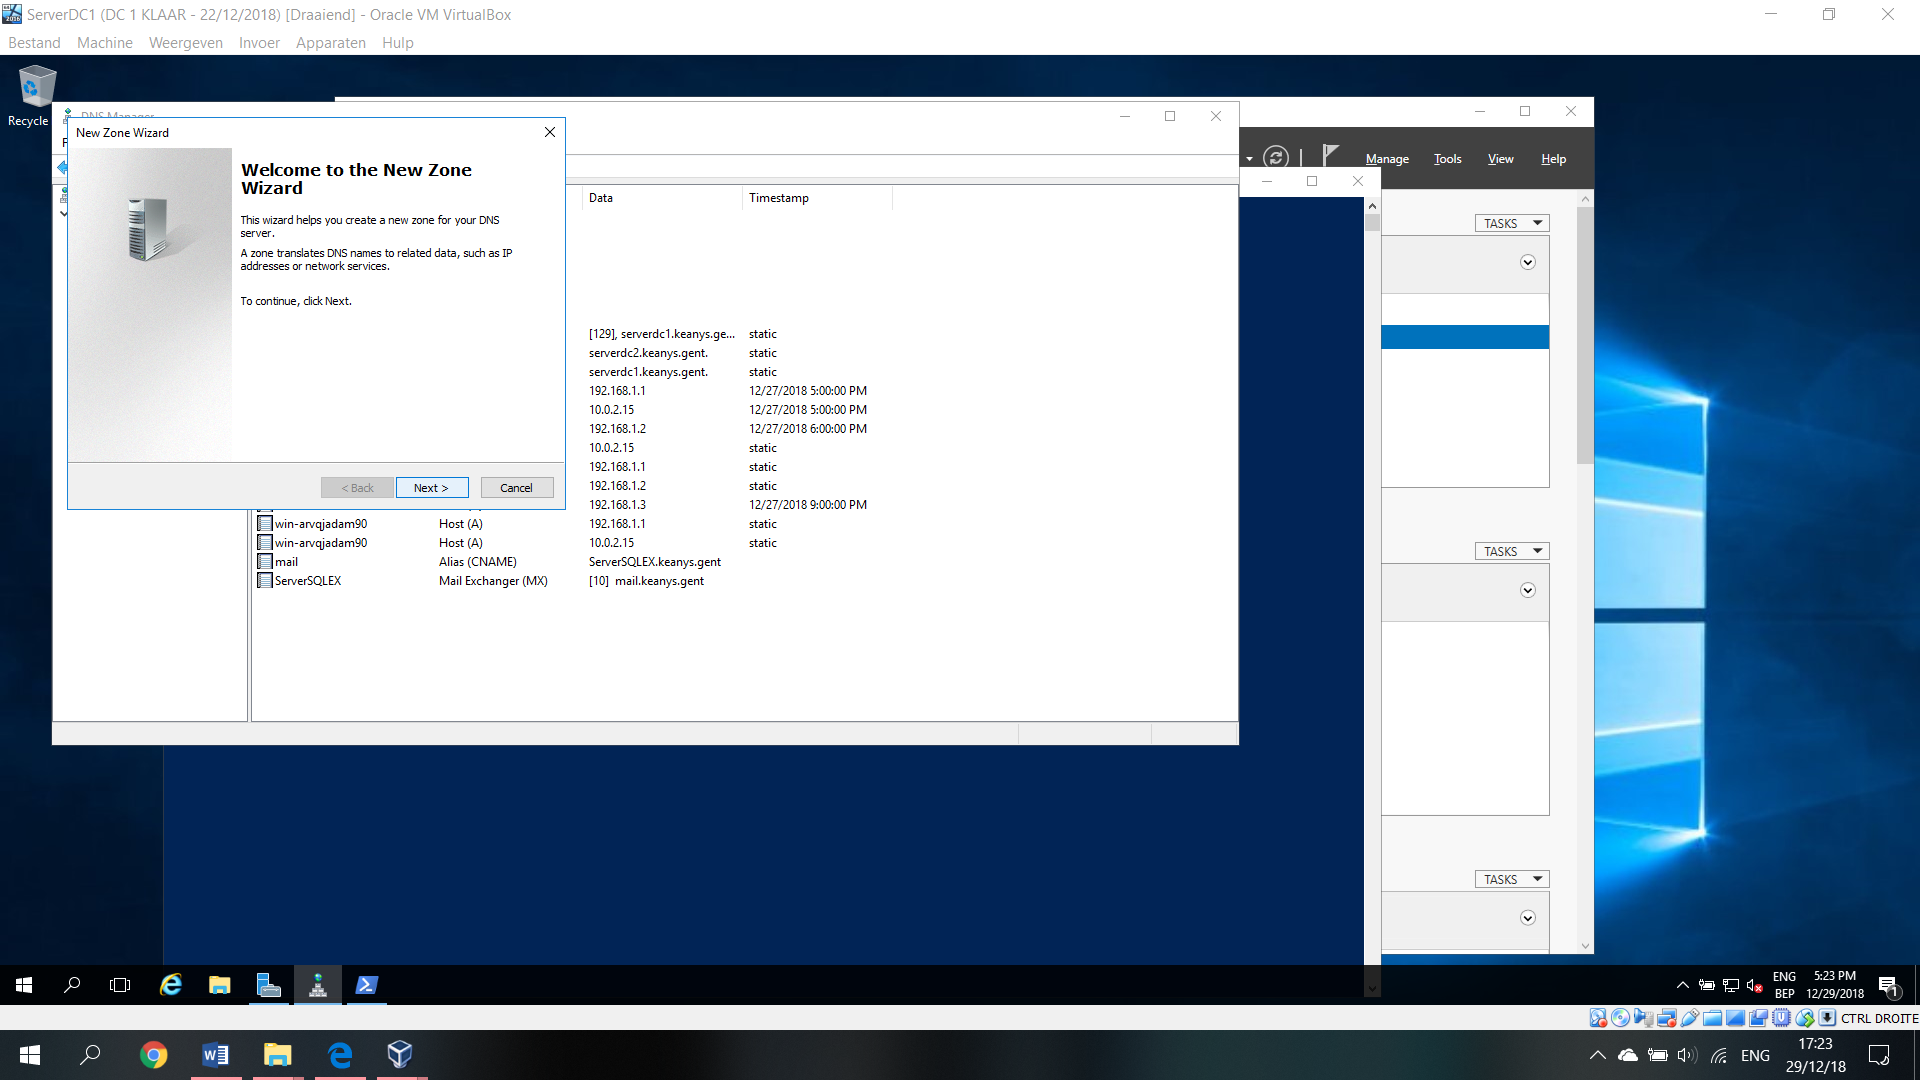 ServerDC1 (DC 1 KLAAR - 22/12/2018) [Draaiend] - Oracle VM VirtualBox
Bestand Machine Weergeven Invoer Apparaten Hulp
Recycle
DNS Manager
New Zone Wizard
Welcome to the New Zone
Wizard
This wizard helps you create a new zone for your DNS
server.
A zone translates DNS names to related data, such as IP
addresses or network services.
To continue, click Next.
< Back Next > Cancel
Data Timestamp
[129], serverdc1.keanys.ge... static
serverdc2.keanys.gent. static
serverdc1.keanys.gent. static
192.168.1.1 12/27/2018 5:00:00 PM
10.0.2.15 12/27/2018 5:00:00 PM
192.168.1.2 12/27/2018 6:00:00 PM
10.0.2.15 static
192.168.1.1 static
192.168.1.2 static
192.168.1.3 12/27/2018 9:00:00 PM
win-arvqjadam90 Host (A) 192.168.1.1 static
win-arvqjadam90 Host (A) 10.0.2.15 static
mail Alias (CNAME) ServerSQLEX.keanys.gent
ServerSQLEX Mail Exchanger (MX) [10] mail.keanys.gent
Manage Tools View Help
TASKS
TASKS
TASKS
ENG
BEP
5:23 PM
12/29/2018
1
CTRL DROITE
ENG
17:23
29/12/18